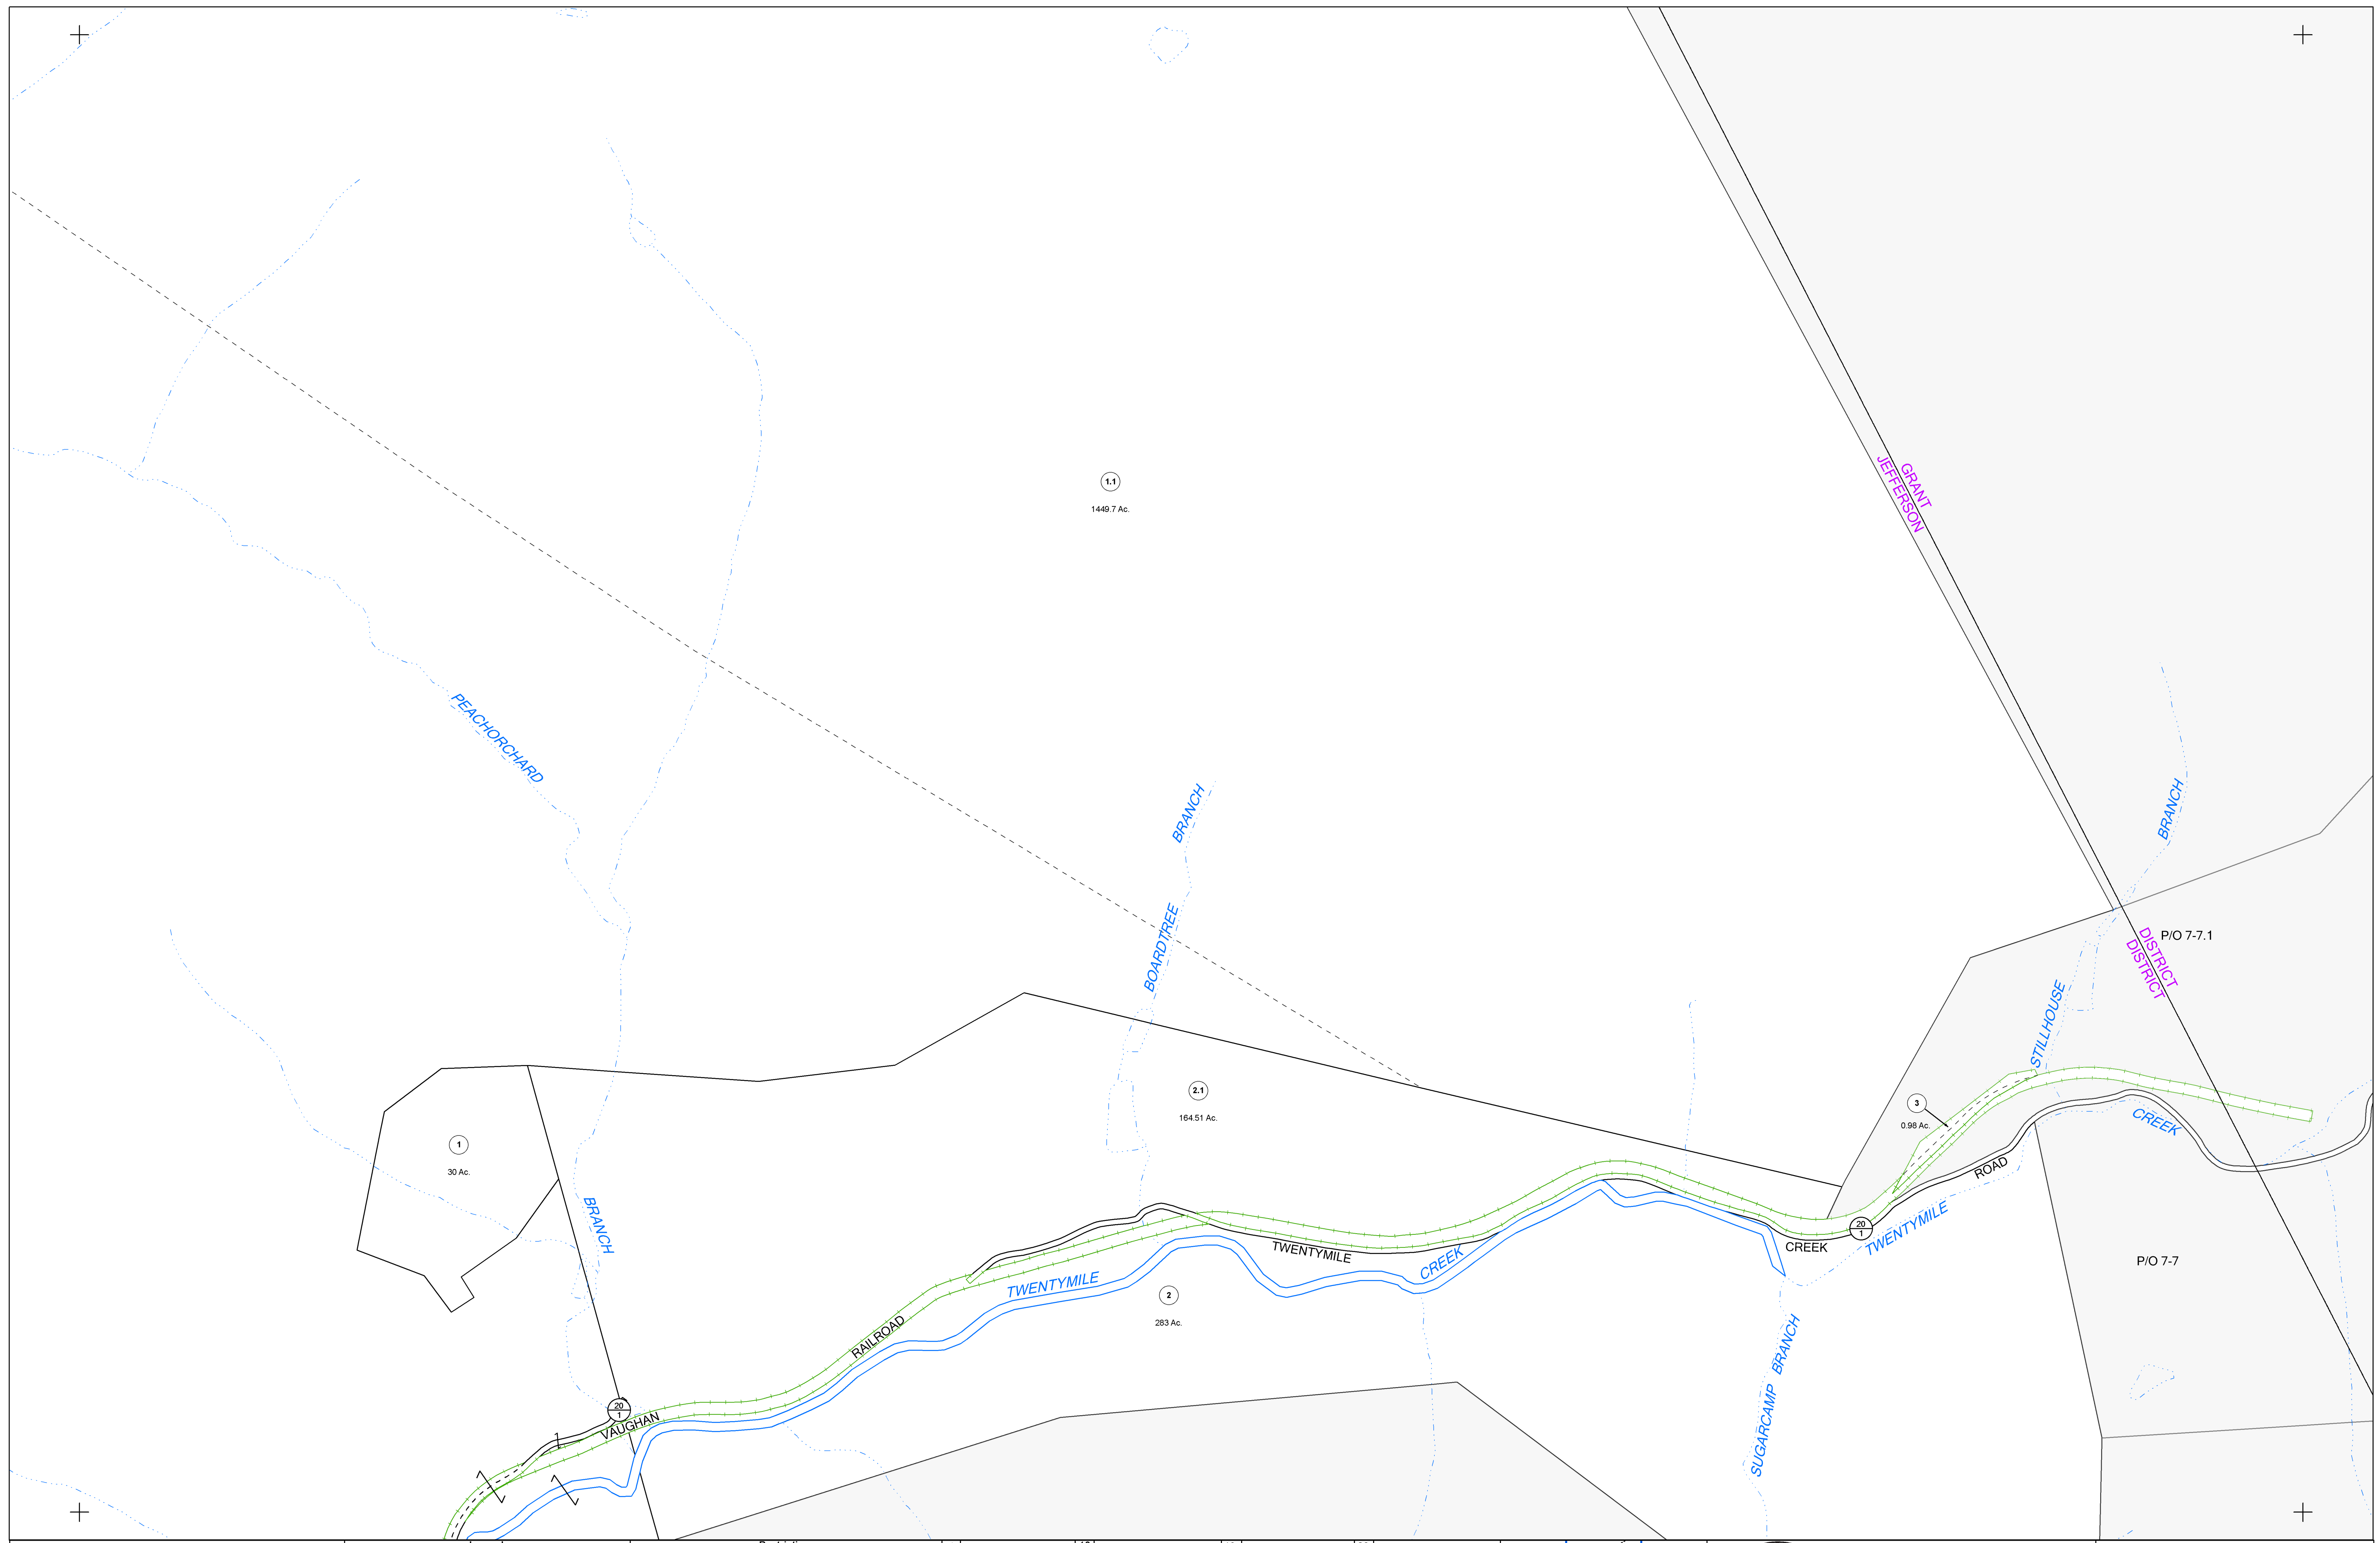 GRANT
JEFFERSON
1.1
1449.7 Ac.
PEACHORCHARD
BRANCH
BOARDTREE
BRANCH
STILLHOUSE
P/O 7-7.1
DISTRICT
DISTRICT
2.1
164.51 Ac.
3
0.98 Ac.
CREEK
1
30 Ac.
ROAD
BRANCH
TWENTYMILE
CREEK
TWENTYMILE
CREEK
20
1
TWENTYMILE
P/O 7-7
2
283 Ac.
RAILROAD
SUGARCAMP BRANCH
20
1
VAUGHAN